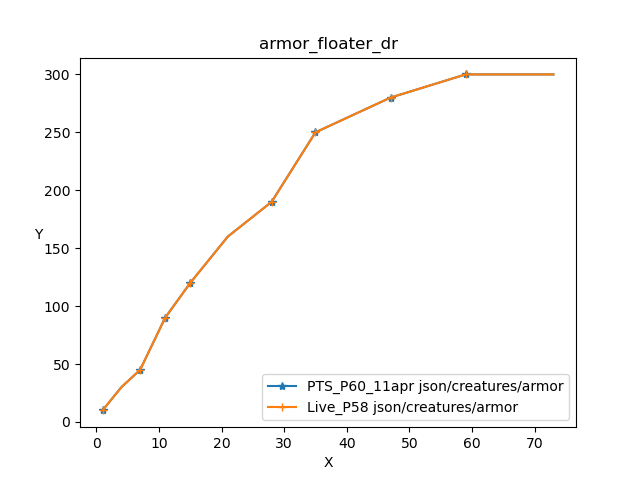 armor_floater_dr
300
250
200
150
100
50
0
Y
0 10 20 30 40 50 60 70
X
PTS_P60_11apr json/creatures/armor
Live_P58 json/creatures/armor